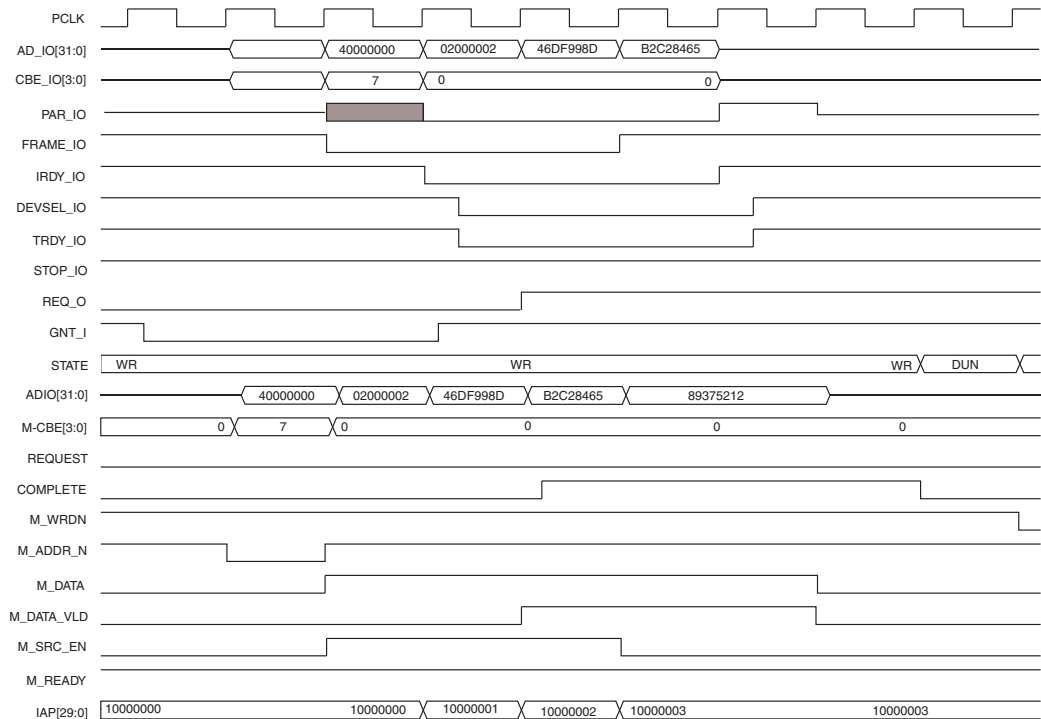 PCLK
AD_IO[31:0] 40000000 02000002 46DF998D B2C28465
CBE_IO[3:0] 7 0 0
PAR_IO
FRAME_IO
IRDY_IO
DEVSEL_IO
TRDY_IO
STOP_IO
REQ_O
GNT_I
STATE WR WR WR DUN
ADIO[31:0] 40000000 02000002 46DF998D B2C28465 89375212
M-CBE[3:0] 0 7 0 0 0 0
REQUEST
COMPLETE
M_WRDN
M_ADDR_N
M_DATA
M_DATA_VLD
M_SRC_EN
M_READY
IAP[29:0] 10000000 10000000 10000001 10000002 10000003 10000003